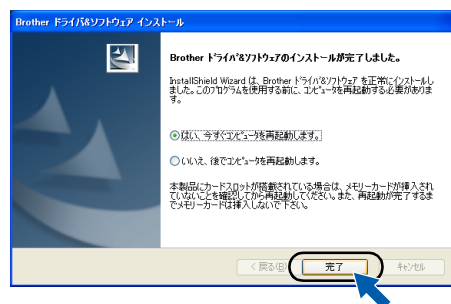 Brother ドライバ&ソフトウェア インストール
Brother ﾄﾞﾗｲﾊﾞ&ｿﾌﾄｳｪｱのインストールが完了しました。
InstallShield Wizard は、Brother ﾄﾞﾗｲﾊﾞ&ｿﾌﾄｳｪｱ を正常にインストールし
ました。このプログラムを使用する前に、コンピュータを再起動する必要がありま
す。
はい、今すぐコンピュータを再起動します。
いいえ、後でコンピュータを再起動します。
本製品にカードスロットが搭載されている場合は、メモリーカードが挿入され
ていないことを確認してから再起動してください。また、再起動が完了するま
でメモリーカードは挿入しないで下さい。
< 戻る(B)
完了
キャンセル